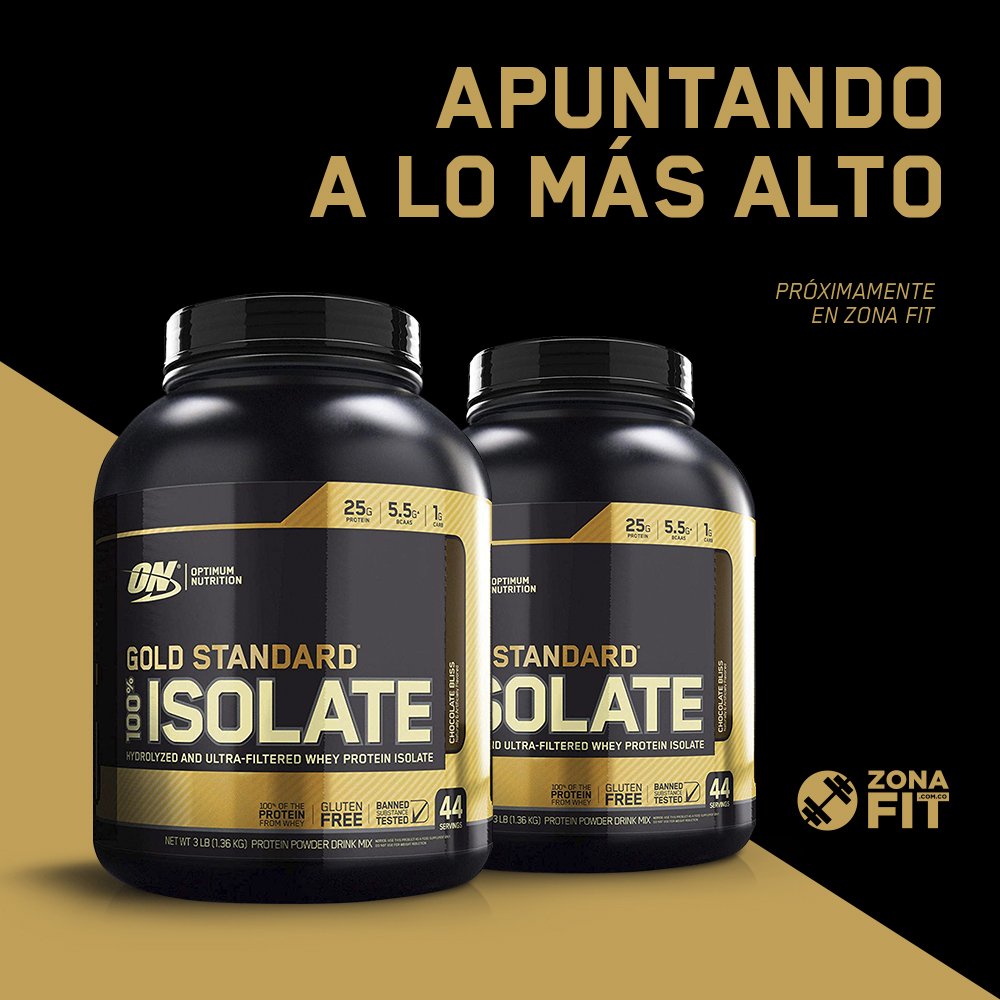 APUNTANDO
A LO MÁS ALTO
PRÓXIMAMENTE
EN ZONA FIT
25G PROTEIN | 5.5G* BCAAS | 1G CARB
ON OPTIMUM
NUTRITION
GOLD STANDARD®
100% ISOLATE
HYDROLYZED AND ULTRA-FILTERED WHEY PROTEIN ISOLATE
CHOCOLATE BLISS
100% OF THE
PROTEIN
FROM WHEY
GLUTEN
FREE
BANNED
SUBSTANCE
TESTED
44
SERVINGS
NET WT 3 LB (1.36 KG) PROTEIN POWDER DRINK MIX
25G PROTEIN | 5.5G* BCAAS | 1G CARB
OPTIMUM
NUTRITION
STANDARD®
SOLATE
ND ULTRA-FILTERED WHEY PROTEIN ISOLATE
CHOCOLATE BLISS
100% OF THE
PROTEIN
FROM WHEY
GLUTEN
FREE
BANNED
SUBSTANCE
TESTED
44
SERVINGS
3 LB (1.36 KG) PROTEIN POWDER DRINK MIX
ZONA
FIT .COM.CO